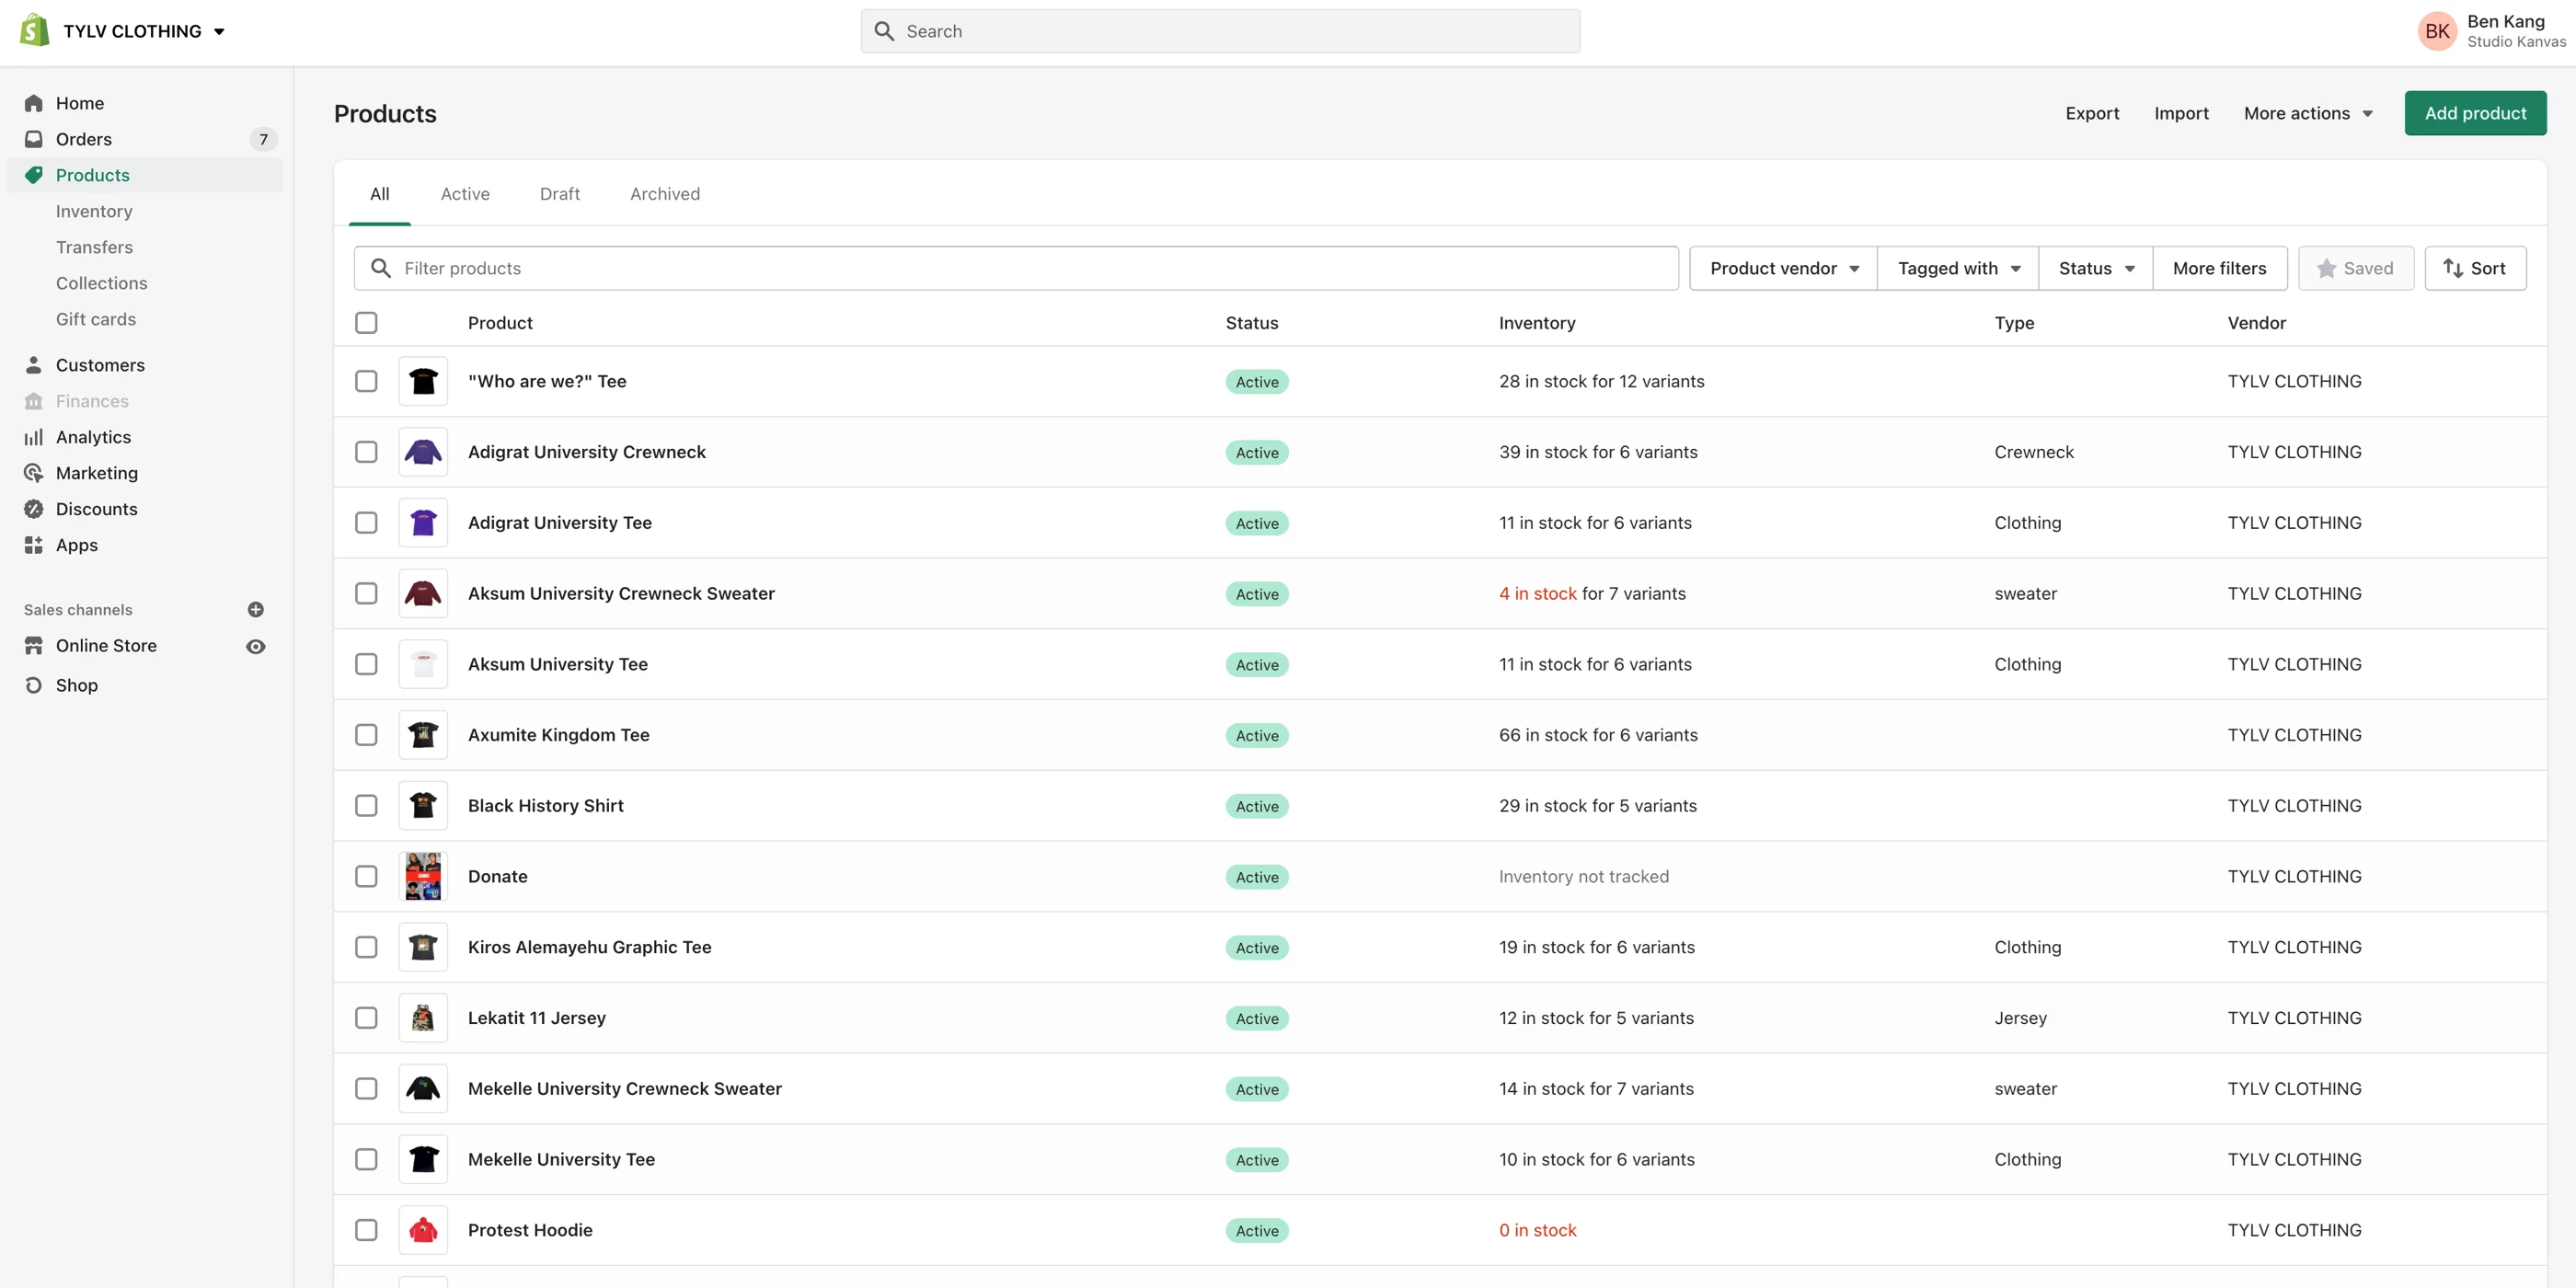 TYLV CLOTHING
Search
BK
Ben Kang
Studio Kanvas
Home
Orders
7
Products
Inventory
Transfers
Collections
Gift cards
Customers
Finances
Analytics
Marketing
Discounts
Apps
Sales channels
Online Store
Shop
Products
Export
Import
More actions
Add product
All
Active
Draft
Archived
Filter products
Product vendor
Tagged with
Status
More filters
Saved
Sort
Product Status Inventory Type Vendor
"Who are we?" Tee Active 28 in stock for 12 variants TYLV CLOTHING
Adigrat University Crewneck Active 39 in stock for 6 variants Crewneck TYLV CLOTHING
Adigrat University Tee Active 11 in stock for 6 variants Clothing TYLV CLOTHING
Aksum University Crewneck Sweater Active 4 in stock for 7 variants sweater TYLV CLOTHING
Aksum University Tee Active 11 in stock for 6 variants Clothing TYLV CLOTHING
Axumite Kingdom Tee Active 66 in stock for 6 variants TYLV CLOTHING
Black History Shirt Active 29 in stock for 5 variants TYLV CLOTHING
Donate Active Inventory not tracked TYLV CLOTHING
Kiros Alemayehu Graphic Tee Active 19 in stock for 6 variants Clothing TYLV CLOTHING
Lekatit 11 Jersey Active 12 in stock for 5 variants Jersey TYLV CLOTHING
Mekelle University Crewneck Sweater Active 14 in stock for 7 variants sweater TYLV CLOTHING
Mekelle University Tee Active 10 in stock for 6 variants Clothing TYLV CLOTHING
Protest Hoodie Active 0 in stock TYLV CLOTHING